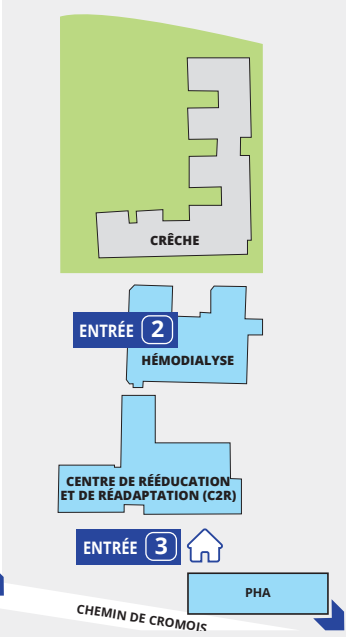 CRÊCHE
ENTRÉE 2
HÉMODIALYSE
CENTRE DE RÉÉDUCATION
ET DE RÉADAPTATION (C2R)
ENTRÉE 3
PHA
CHEMIN DE CROMOIS